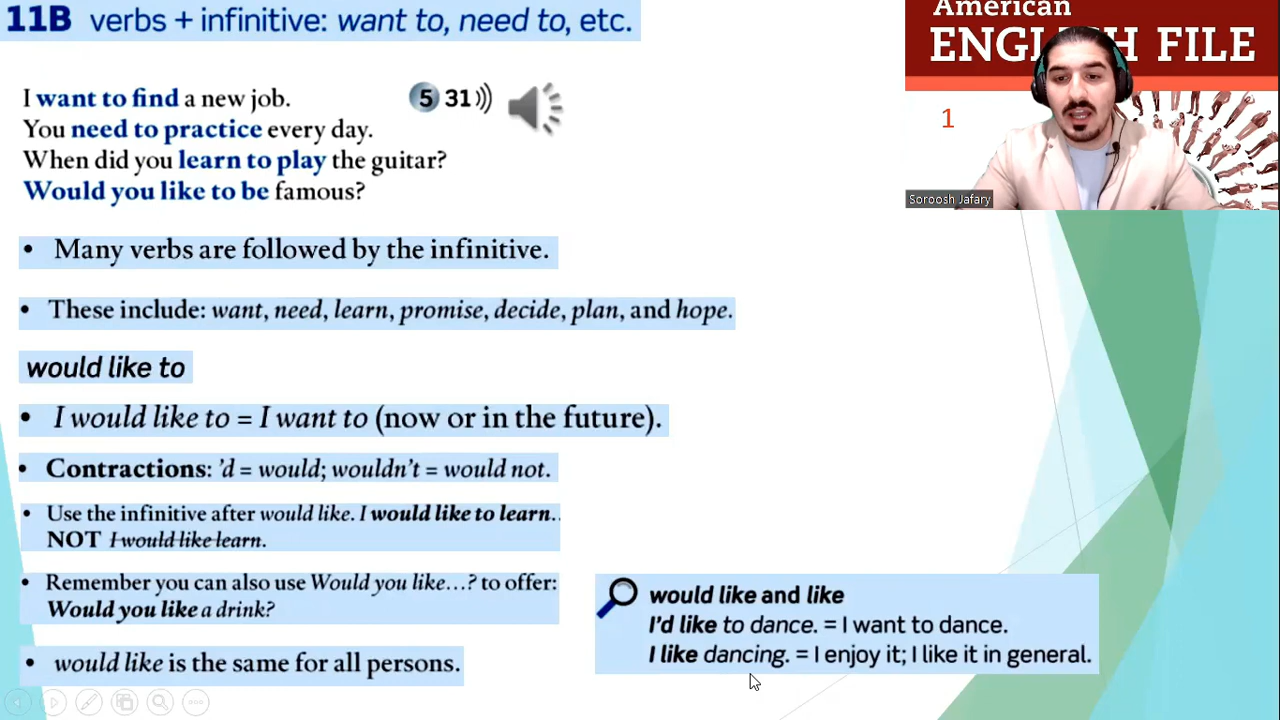 11B verbs + infinitive: want to, need to, etc.
American
ENGLISH FILE
1
Soroosh Jafary
I want to find a new job.
5 31
You need to practice every day.
When did you learn to play the guitar?
Would you like to be famous?
• Many verbs are followed by the infinitive.
• These include: want, need, learn, promise, decide, plan, and hope.
would like to
• I would like to = I want to (now or in the future).
• Contractions: ’d = would; wouldn’t = would not.
• Use the infinitive after would like. I would like to learn.
NOT I would like learn.
• Remember you can also use Would you like…? to offer:
Would you like a drink?
• would like is the same for all persons.
would like and like
I’d like to dance. = I want to dance.
I like dancing. = I enjoy it; I like it in general.